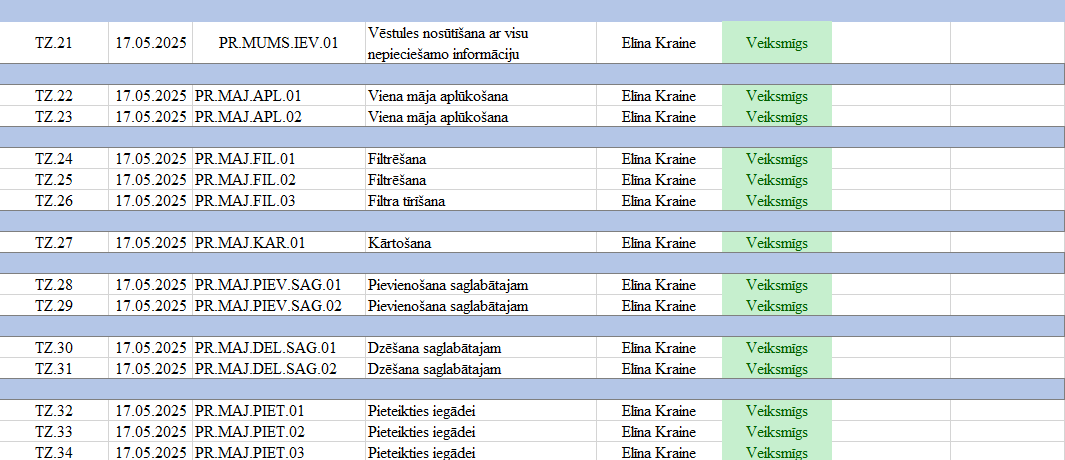 TZ.21 17.05.2025 PR.MUMS.IEV.01 Vēstules nosūtīšana ar visu nepieciešamo informāciju Elīna Kraine Veiksmīgs
TZ.22 17.05.2025 PR.MAJ.APL.01 Viena māja aplūkošana Elīna Kraine Veiksmīgs
TZ.23 17.05.2025 PR.MAJ.APL.02 Viena māja aplūkošana Elīna Kraine Veiksmīgs
TZ.24 17.05.2025 PR.MAJ.FIL.01 Filtrēšana Elīna Kraine Veiksmīgs
TZ.25 17.05.2025 PR.MAJ.FIL.02 Filtrēšana Elīna Kraine Veiksmīgs
TZ.26 17.05.2025 PR.MAJ.FIL.03 Filtra tīrīšana Elīna Kraine Veiksmīgs
TZ.27 17.05.2025 PR.MAJ.KAR.01 Kārtošana Elīna Kraine Veiksmīgs
TZ.28 17.05.2025 PR.MAJ.PIEV.SAG.01 Pievienošana saglabātajam Elīna Kraine Veiksmīgs
TZ.29 17.05.2025 PR.MAJ.PIEV.SAG.02 Pievienošana saglabātajam Elīna Kraine Veiksmīgs
TZ.30 17.05.2025 PR.MAJ.DEL.SAG.01 Dzēšana saglabātajam Elīna Kraine Veiksmīgs
TZ.31 17.05.2025 PR.MAJ.DEL.SAG.02 Dzēšana saglabātajam Elīna Kraine Veiksmīgs
TZ.32 17.05.2025 PR.MAJ.PIET.01 Pieteikties iegādei Elīna Kraine Veiksmīgs
TZ.33 17.05.2025 PR.MAJ.PIET.02 Pieteikties iegādei Elīna Kraine Veiksmīgs
TZ.34 17.05.2025 PR.MAJ.PIET.03 Pieteikties iegādei Elīna Kraine Veiksmīgs